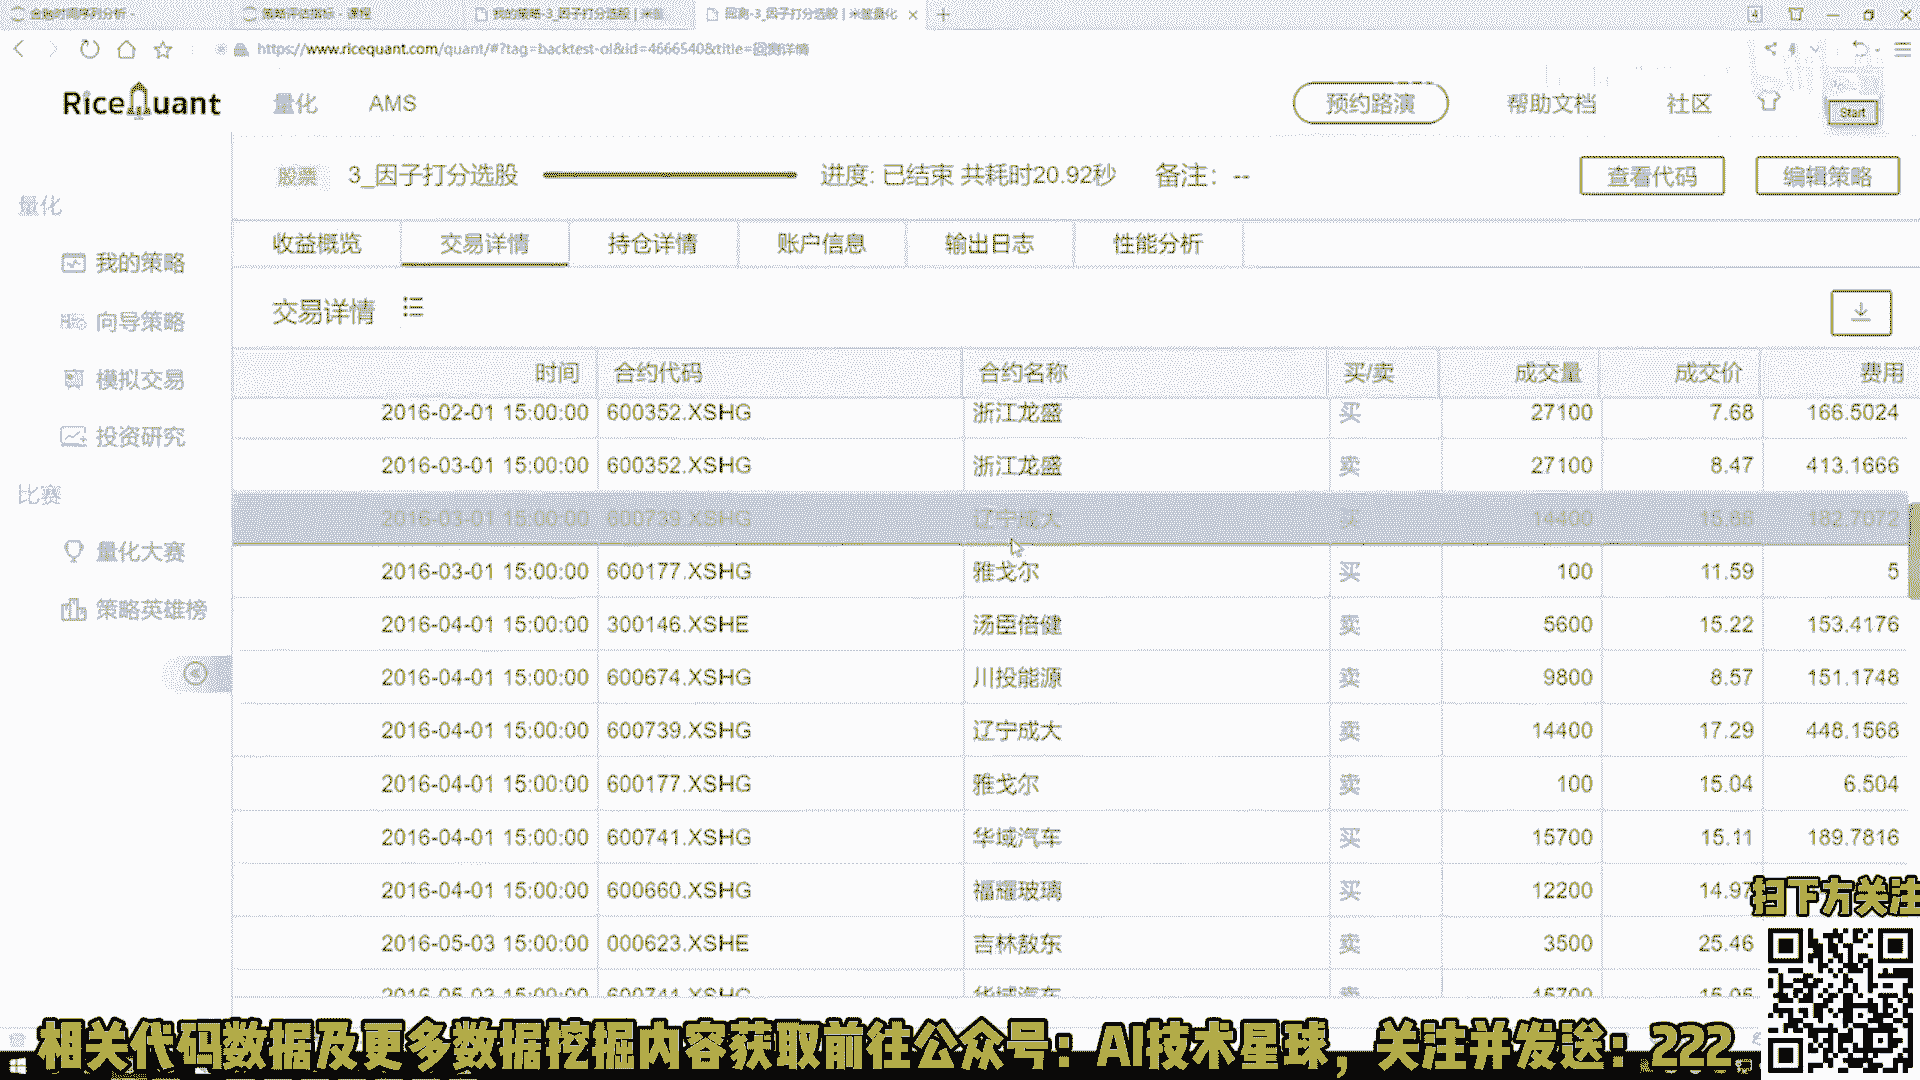 金融时间序列分析 -
策略评估指标 - 课程
我的策略-3_因子打分选股 | 米筐
回测-3_因子打分选股 | 米筐量化
https://www.ricequant.com/quant/#?tag=backtest-ol&id=4666540&title=回测详情
RiceQuant
量化
AMS
预约路演
帮助文档
社区
Start
股票
3_因子打分选股
进度: 已结束 共耗时20.92秒
备注: --
查看代码
编辑策略
量化
我的策略
向导策略
模拟交易
投资研究
比赛
量化大赛
策略英雄榜
收益概览 交易详情 持仓详情 账户信息 输出日志 性能分析
交易详情
时间 合约代码 合约名称 买/卖 成交量 成交价 费用
2016-02-01 15:00:00 600352.XSHG 浙江龙盛 买 27100 7.68 166.5024
2016-03-01 15:00:00 600352.XSHG 浙江龙盛 卖 27100 8.47 413.1666
2016-03-01 15:00:00 600739.XSHG 辽宁成大 买 14400 15.86 182.7072
2016-03-01 15:00:00 600177.XSHG 雅戈尔 买 100 11.59 5
2016-04-01 15:00:00 300146.XSHE 汤臣倍健 卖 5600 15.22 153.4176
2016-04-01 15:00:00 600674.XSHG 川投能源 卖 9800 8.57 151.1748
2016-04-01 15:00:00 600739.XSHG 辽宁成大 卖 14400 17.29 448.1568
2016-04-01 15:00:00 600177.XSHG 雅戈尔 卖 100 15.04 6.504
2016-04-01 15:00:00 600741.XSHG 华域汽车 买 15700 15.11 189.7816
2016-04-01 15:00:00 600660.XSHG 福耀玻璃 买 12200 14.97
2016-05-03 15:00:00 000623.XSHE 吉林敖东 卖 3500 25.46
2016-05-03 15:00:00 600741.XSHG 华域汽车 卖 15700 15.05
扫下方关注
相关代码数据及更多数据挖掘内容获取前往公众号：AI技术星球，关注并发送：222